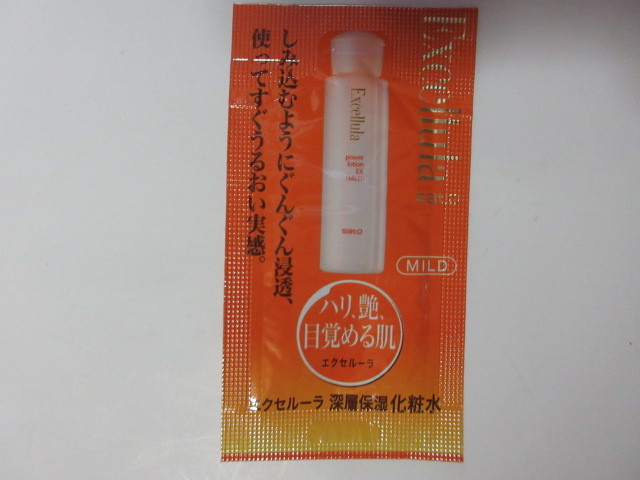 Excellula
sato
しみ込むようにぐんぐん浸透、
使ってすぐうるおい実感。
Excellula
power
lotion
EX
(MILD)
sato
MILD
ハリ、艶、
目覚める肌
エクセルーラ
エクセルーラ 深層保湿 化粧水